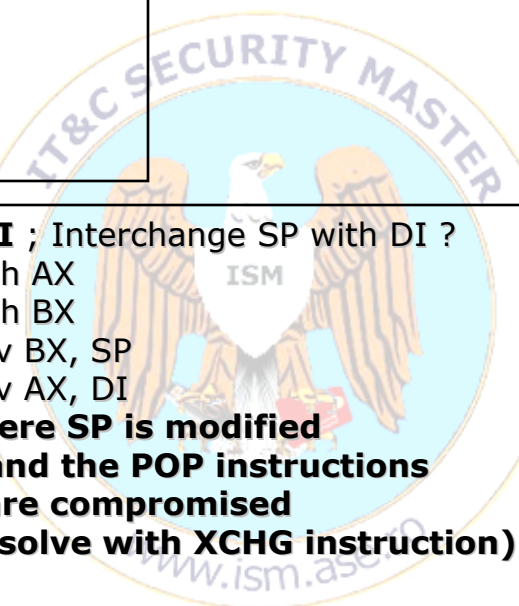 IT&C SECURITY MASTER
I ; Interchange SP with DI ?
h AX
ISM
h BX
v BX, SP
v AX, DI
ere SP is modified
and the POP instructions
are compromised
solve with XCHG instruction)
www.ism.ase.ro